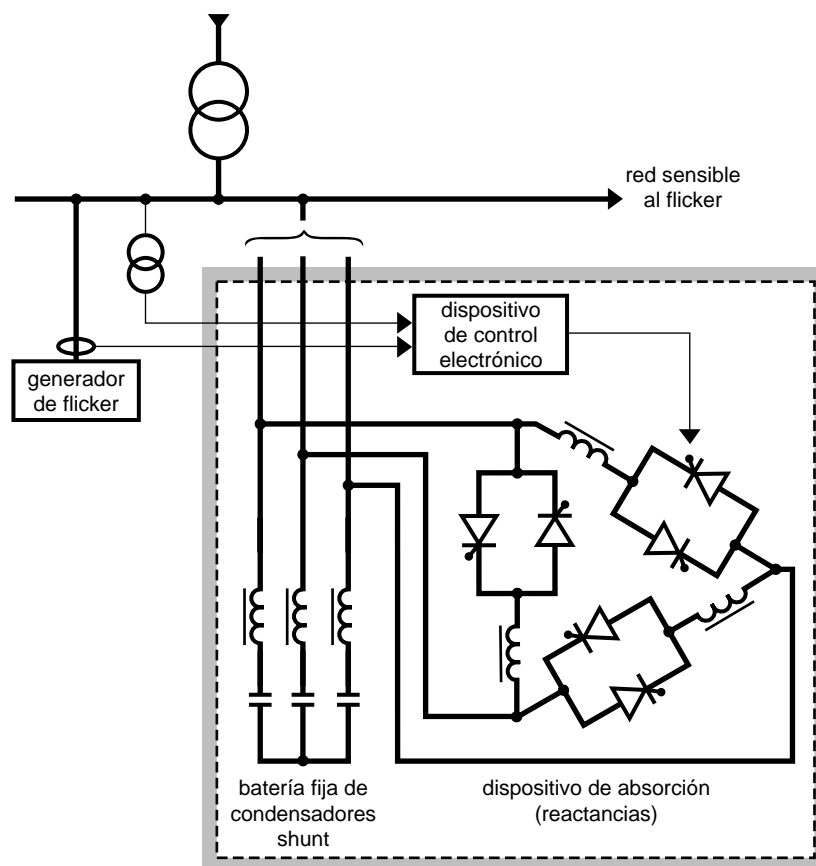 red sensible
al flicker
dispositivo
de control
electrónico
generador
de flicker
batería fija de
condensadores
shunt
dispositivo de absorción
(reactancias)